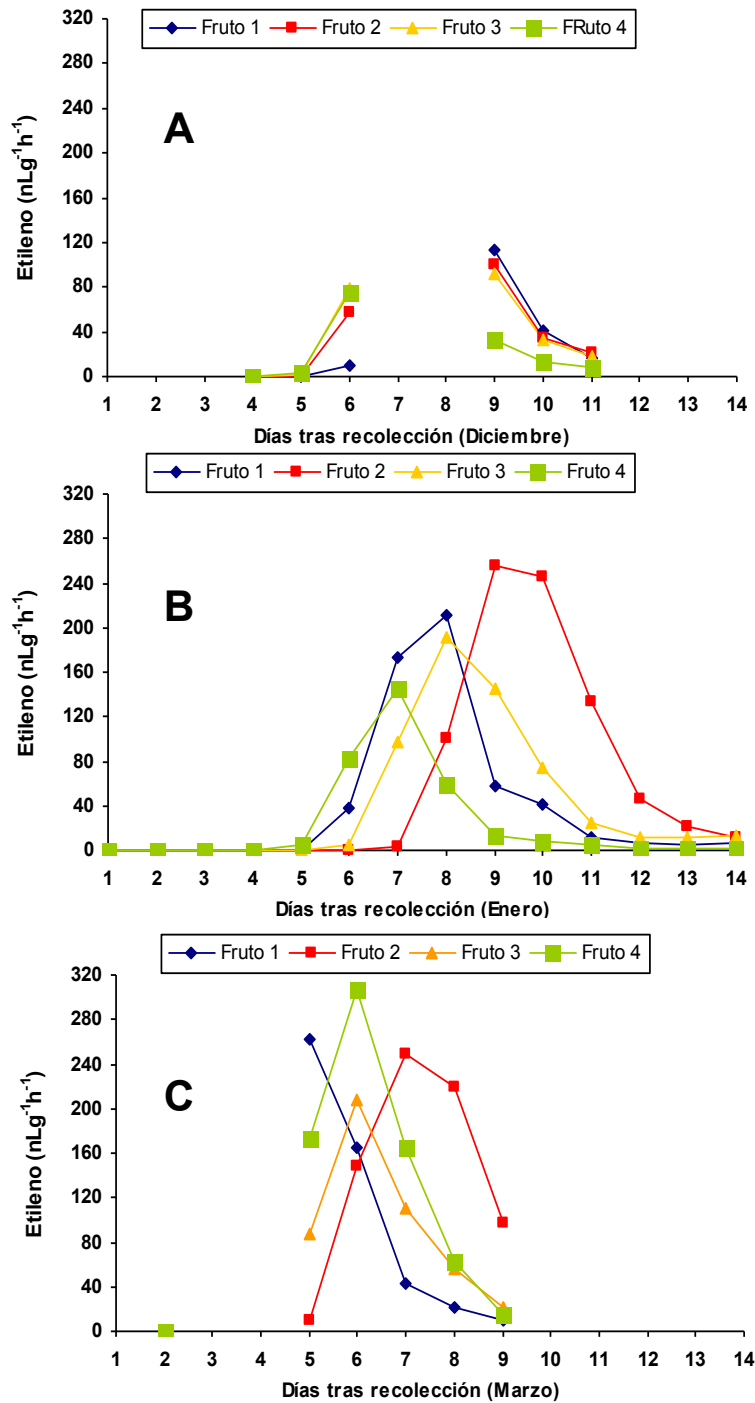 Fruto 1 Fruto 2 Fruto 3 FRuto 4
A
Etileno (nLg⁻¹h⁻¹)
320
280
240
200
160
120
80
40
0
1 2 3 4 5 6 7 8 9 10 11 12 13 14
Días tras recolección (Diciembre)
Fruto 1 Fruto 2 Fruto 3 Fruto 4
B
Etileno (nLg⁻¹h⁻¹)
320
280
240
200
160
120
80
40
0
1 2 3 4 5 6 7 8 9 10 11 12 13 14
Días tras recolección (Enero)
Fruto 1 Fruto 2 Fruto 3 Fruto 4
C
Etileno (nLg⁻¹h⁻¹)
320
280
240
200
160
120
80
40
0
1 2 3 4 5 6 7 8 9 10 11 12 13 14
Días tras recolección (Marzo)